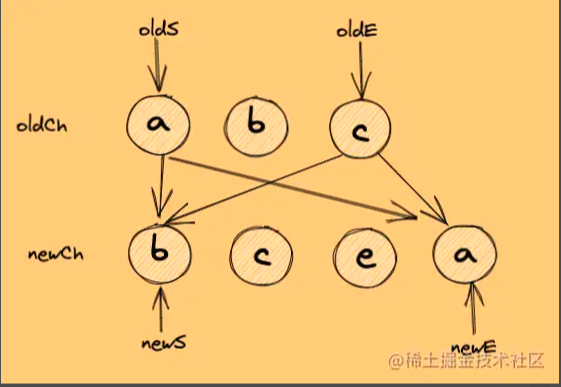 oldS oldE
oldCh a b c
newCh b c e a
newS newE
@稀土掘金技术社区